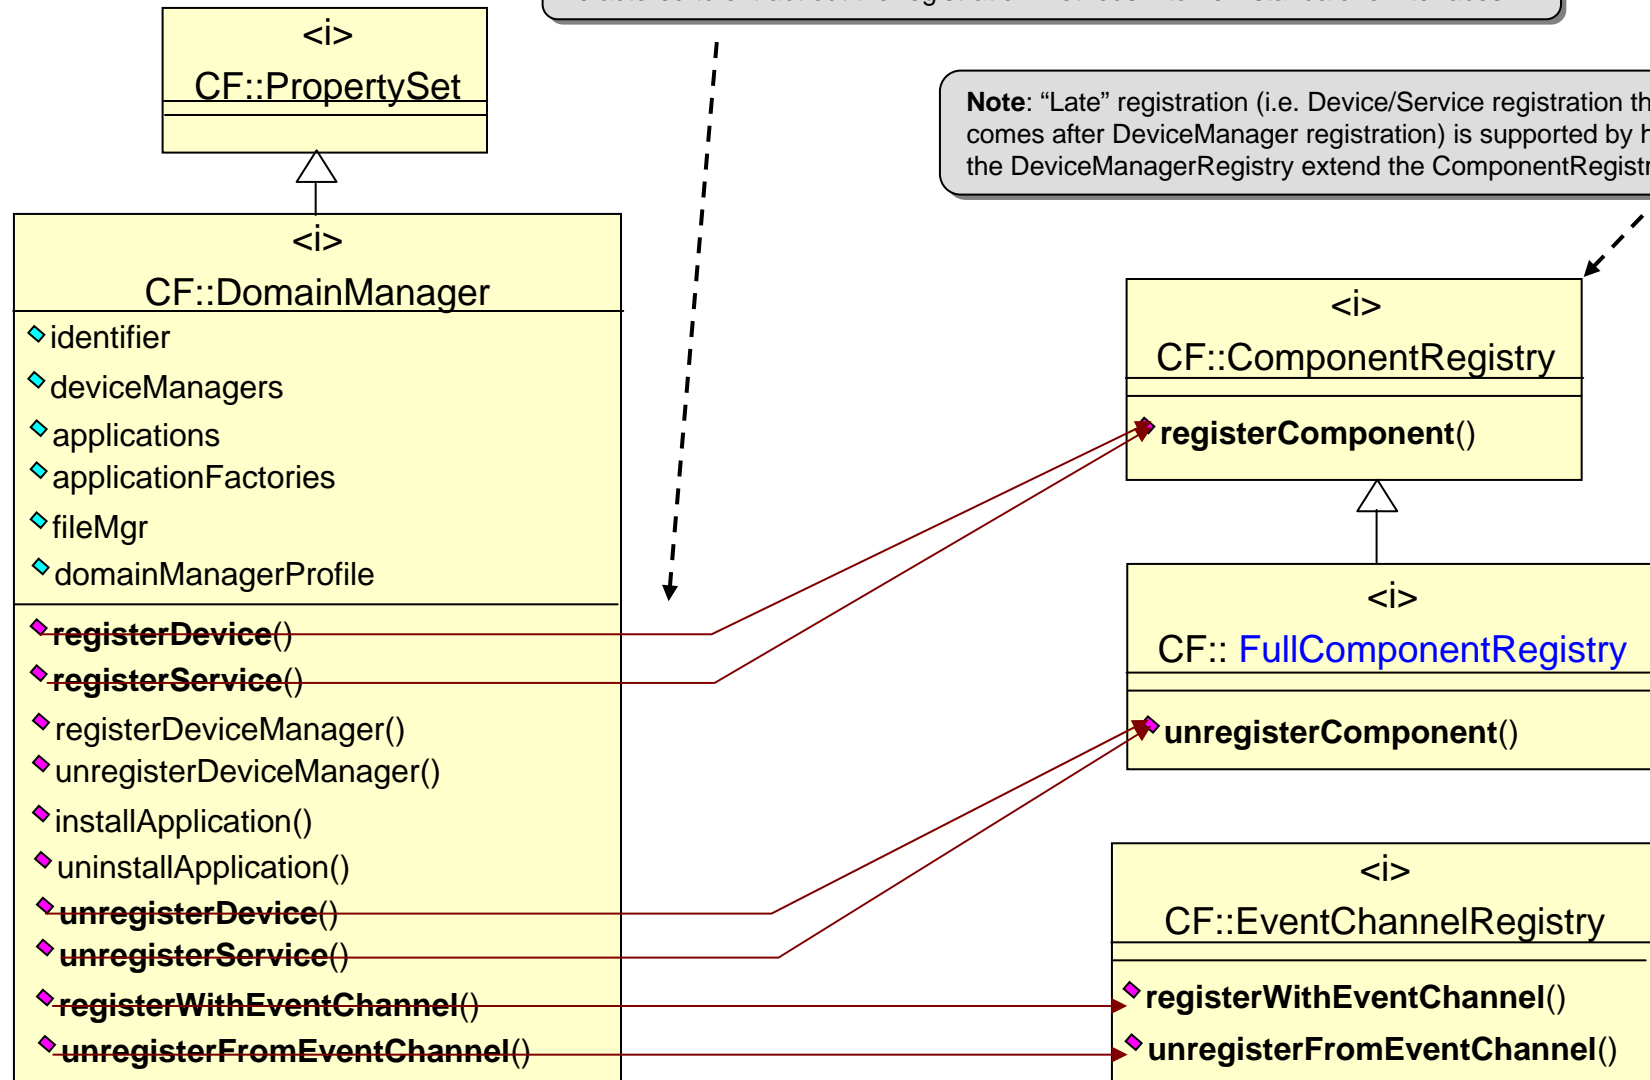 <i>
CF::PropertySet
Note: “Late” registration (i.e. Device/Service registration
comes after DeviceManager registration) is supported by
the DeviceManagerRegistry extend the
<i>
CF::DomainManager
identifier
deviceManagers
applications
applicationFactories
fileMgr
domainManagerProfile
registerDevice()
registerService()
registerDeviceManager()
unregisterDeviceManager()
installApplication()
uninstallApplication()
unregisterDevice()
unregisterService()
registerWithEventChannel()
unregisterFromEventChannel()
<i>
CF::ComponentRegistry
registerComponent()
<i>
CF:: FullComponentRegistry
unregisterComponent()
<i>
CF::EventChannelRegistry
registerWithEventChannel()
unregisterFromEventChannel()